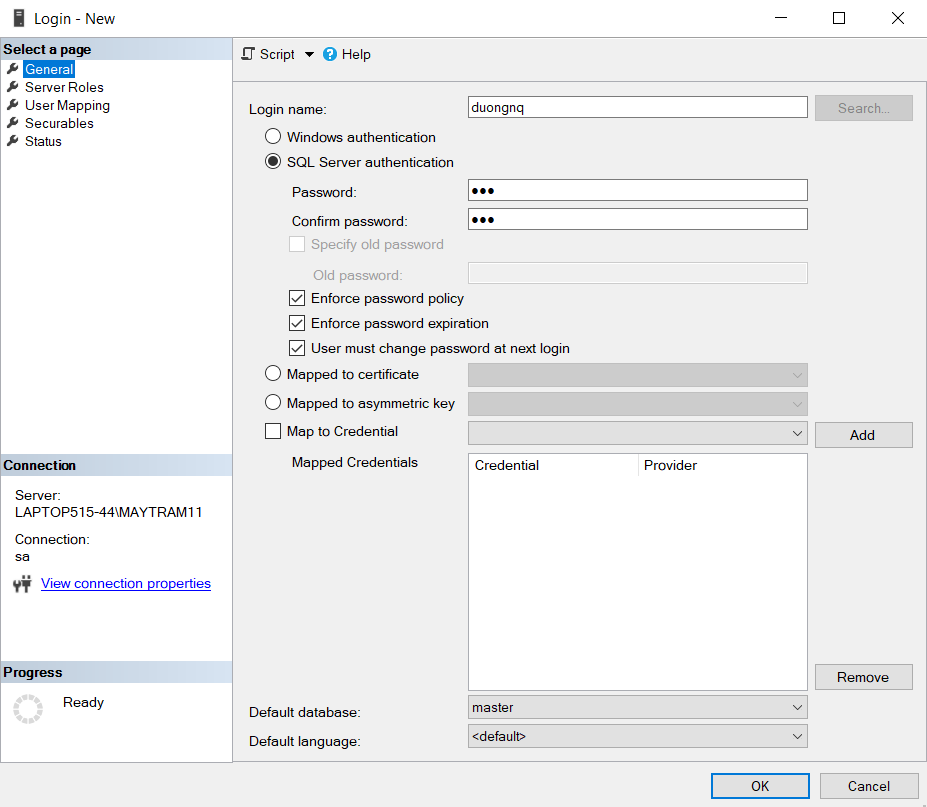 Login - New
Select a page
General
Server Roles
User Mapping
Securables
Status
Script
Help
Login name:
duongnq
Search...
Windows authentication
SQL Server authentication
Password:
●●●
Confirm password:
●●●
Specify old password
Old password:
Enforce password policy
Enforce password expiration
User must change password at next login
Mapped to certificate
Mapped to asymmetric key
Map to Credential
Add
Mapped Credentials
Credential
Provider
Remove
Default database:
master
Default language:
<default>
Connection
Server:
LAPTOP515-44\MAYTRAM11
Connection:
sa
View connection properties
Progress
Ready
OK
Cancel